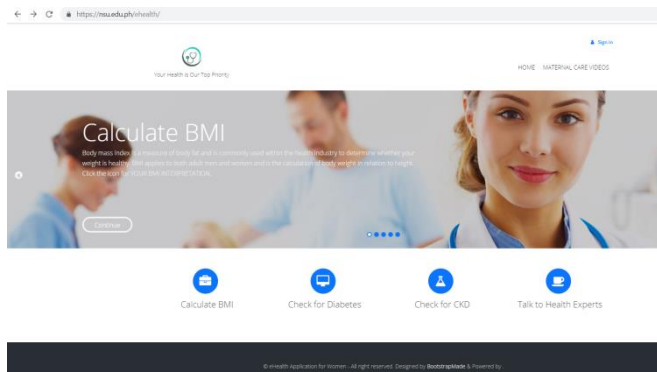 https://nsu.edu.ph/ehealth/
Sign In
Your Health is Our Top Priority
HOME MATERNAL CARE VIDEOS
Calculate BMI
Body mass Index is a measure of body fat and is commonly used within the health industry to determine whether your
weight is healthy. BMI applies to both adult men and women and is the calculation of body weight in relation to height.
Click the icon for YOUR BMI INTERPRETATION.
Continue
Calculate BMI Check for Diabetes Check for CKD Talk to Health Experts
© eHealth Application for Women - All right reserved. Designed by BootstrapMade & Powered by